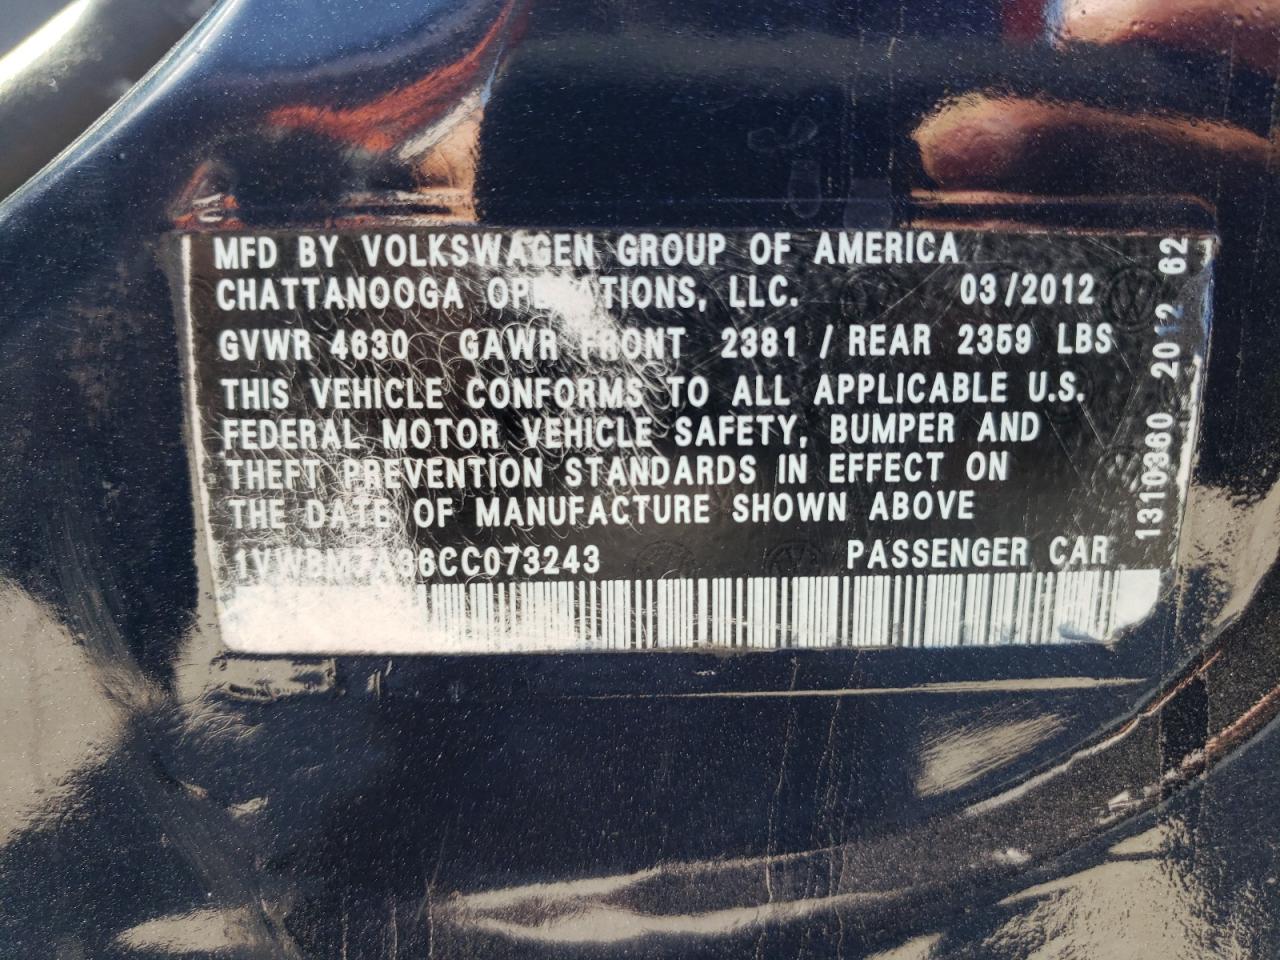 MFD BY VOLKSWAGEN GROUP OF AMERICA
CHATTANOOGA OPERATIONS, LLC. 03/2012
GVWR 4630 GAWR FRONT 2381 / REAR 2359 LBS
THIS VEHICLE CONFORMS TO ALL APPLICABLE U.S.
FEDERAL MOTOR VEHICLE SAFETY, BUMPER AND
THEFT PREVENTION STANDARDS IN EFFECT ON
THE DATE OF MANUFACTURE SHOWN ABOVE
1VWBM7A36CC073243 PASSENGER CAR
13103360 2012 62